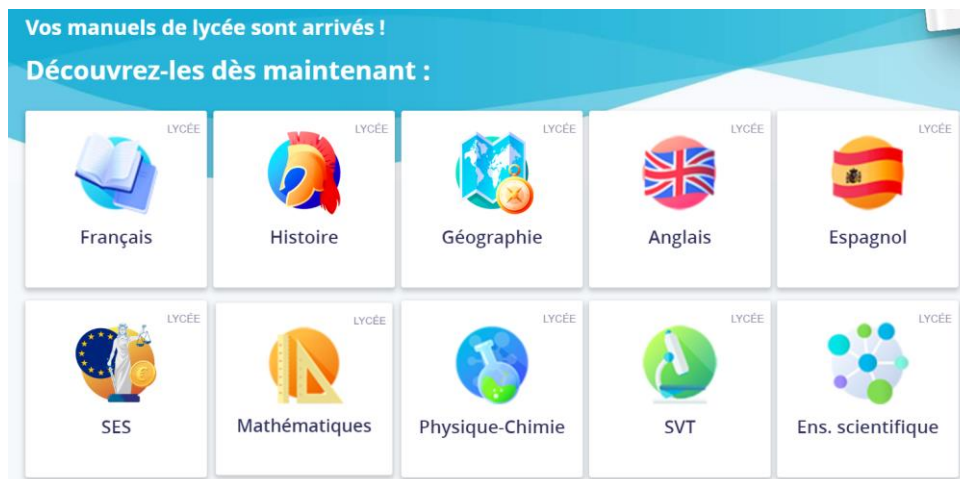 Vos manuels de lycée sont arrivés !
Découvrez-les dès maintenant :
LYCÉE
Français
LYCÉE
Histoire
LYCÉE
Géographie
LYCÉE
Anglais
LYCÉE
Espagnol
LYCÉE
SES
LYCÉE
Mathématiques
LYCÉE
Physique-Chimie
LYCÉE
SVT
LYCÉE
Ens. scientifique